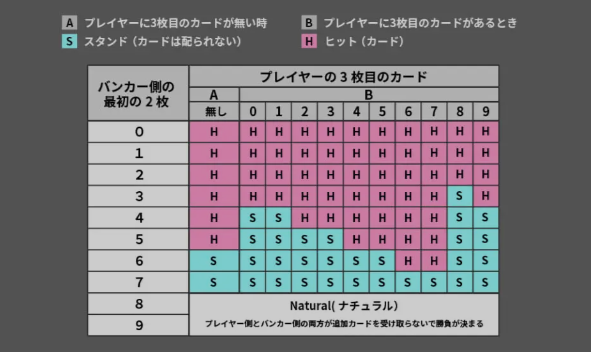 A プレイヤーに3枚目のカードが無い時 B プレイヤーに3枚目のカードがあるとき
S スタンド（カードは配られない） H ヒット（カード）
バンカー側の最初の2枚 プレイヤーの3枚目のカード
A B
無し 0 1 2 3 4 5 6 7 8 9
0 H H H H H H H H H H H
1 H H H H H H H H H H H
2 H H H H H H H H H H H
3 H H H H H H H H H S H
4 H S S H H H H H H S S
5 H S S S S H H H H S S
6 S S S S S S S H H S S
7 S S S S S S S S S S S
8 Natural(ナチュラル)
9 プレイヤー側とバンカー側の両方が追加カードを受け取らないで勝負が決まる